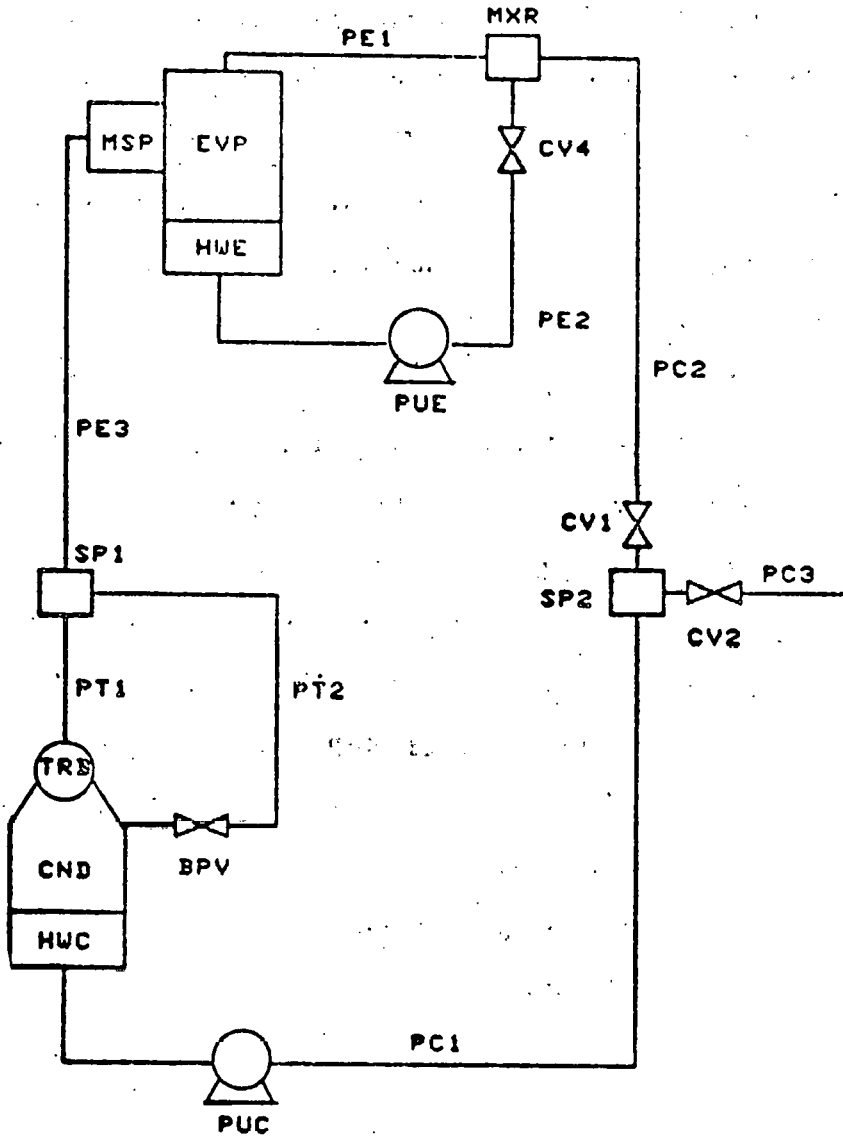 MXR
PE1
MSP
EVP
CV4
HWE
PE2
PUE
PC2
PE3
CV1
SP1
PC3
SP2
CV2
PT1
PT2
TRB
BPV
CND
HWC
PC1
PUC